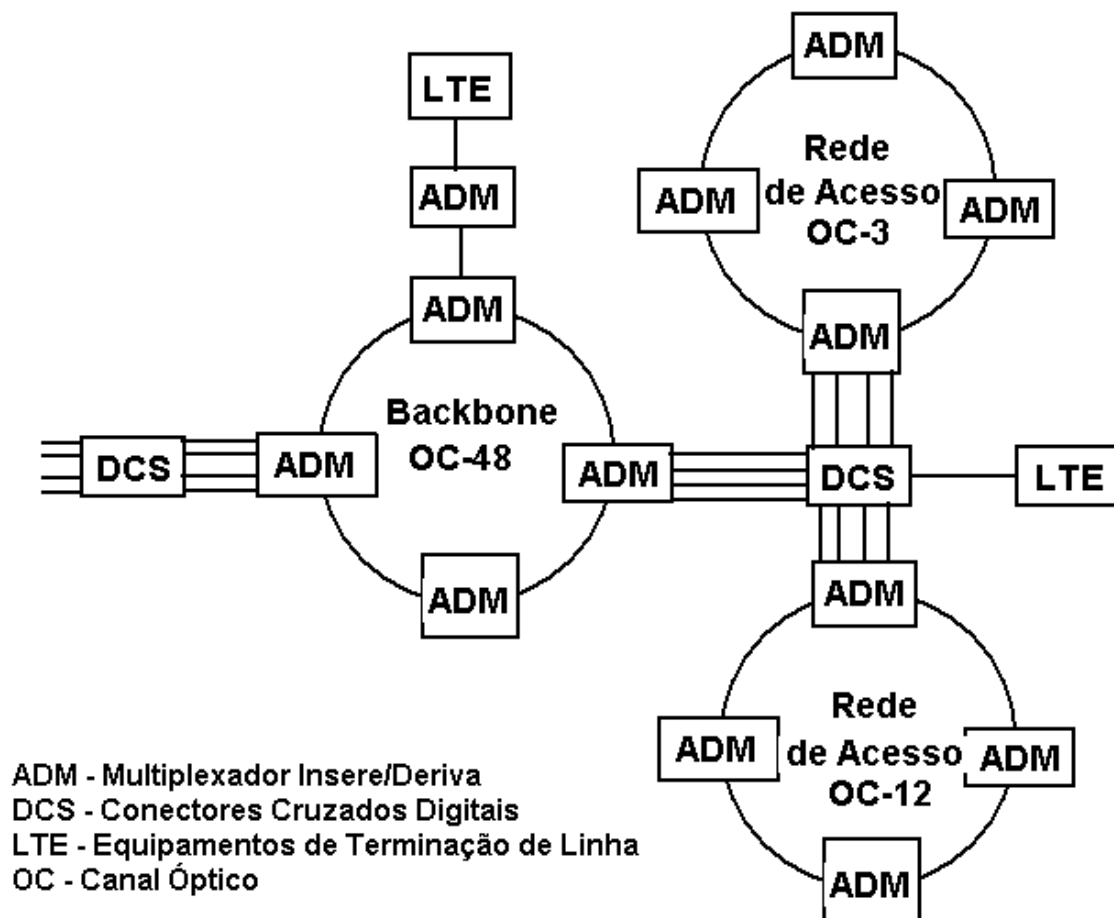 ADM
LTE
Rede
de Acesso
OC-3
ADM
ADM
ADM
ADM
ADM
ADM
Backbone
OC-48
DCS
ADM
ADM
DCS
LTE
ADM
ADM
Rede
de Acesso
OC-12
ADM
ADM
ADM
ADM - Multiplexador Insere/Deriva
DCS - Conectores Cruzados Digitais
LTE - Equipamentos de Terminação de Linha
OC - Canal Óptico